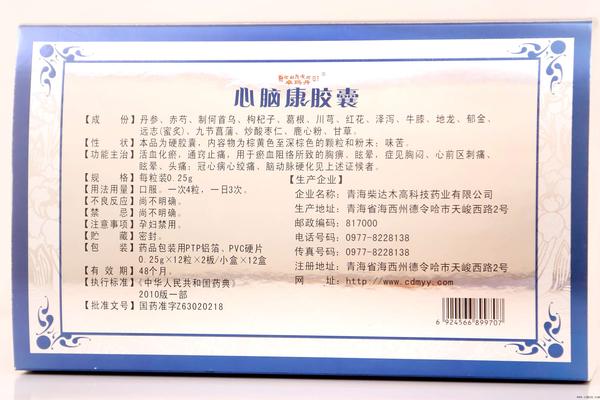 卓玛丹
心脑康胶囊
【成 份】丹参、赤芍、制何首乌、枸杞子、葛根、川芎、红花、泽泻、牛膝、地龙、郁金、
远志(蜜炙)、九节菖蒲、炒酸枣仁、鹿心粉、甘草。
【性 状】本品为硬胶囊，内容物为棕黄色至深棕色的颗粒和粉末；味苦。
【功能主治】活血化瘀，通窍止痛，用于瘀血阻络所致的胸痹、眩晕，症见胸闷、心前区刺痛、
眩晕、头痛；冠心病心绞痛、脑动脉硬化见上述证候者。
【规 格】每粒装0.25g
【用法用量】口服。一次4粒，一日3次。
【不良反应】尚不明确。
【禁 忌】尚不明确。
【注意事项】孕妇禁用。
【贮 藏】密封。
【包 装】药品包装用PTP铝箔、PVC硬片
0.25g×12粒×2板/小盒×12盒
【有 效 期】48个月。
【执行标准】《中华人民共和国药典》
2010版一部
【批准文号】国药准字Z63020218
【生产企业】
企业名称：青海柴达木高科技药业有限公司
生产地址：青海省海西州德令哈市天峻西路2号
邮政编码：817000
电话号码：0977-8228138
传真号码：0977-8228138
注册地址：青海省海西州德令哈市天峻西路2号
网 址：http://www.cdmyy.com
6 924566 899707